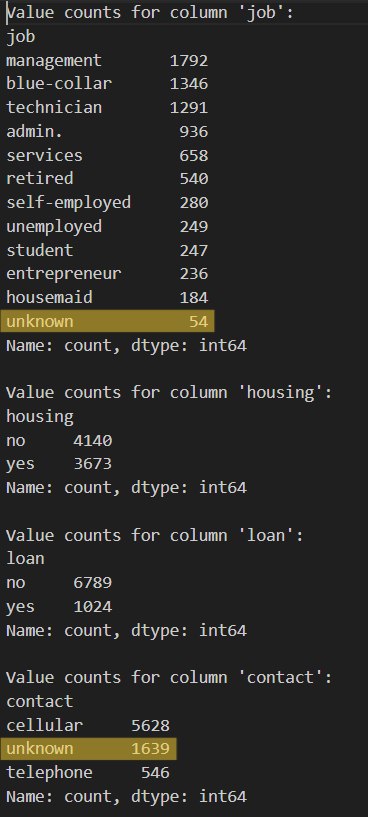 Value counts for column 'job':
job
management 1792
blue-collar 1346
technician 1291
admin. 936
services 658
retired 540
self-employed 280
unemployed 249
student 247
entrepreneur 236
housemaid 184
unknown 54
Name: count, dtype: int64
Value counts for column 'housing':
housing
no 4140
yes 3673
Name: count, dtype: int64
Value counts for column 'loan':
loan
no 6789
yes 1024
Name: count, dtype: int64
Value counts for column 'contact':
contact
cellular 5628
unknown 1639
telephone 546
Name: count, dtype: int64